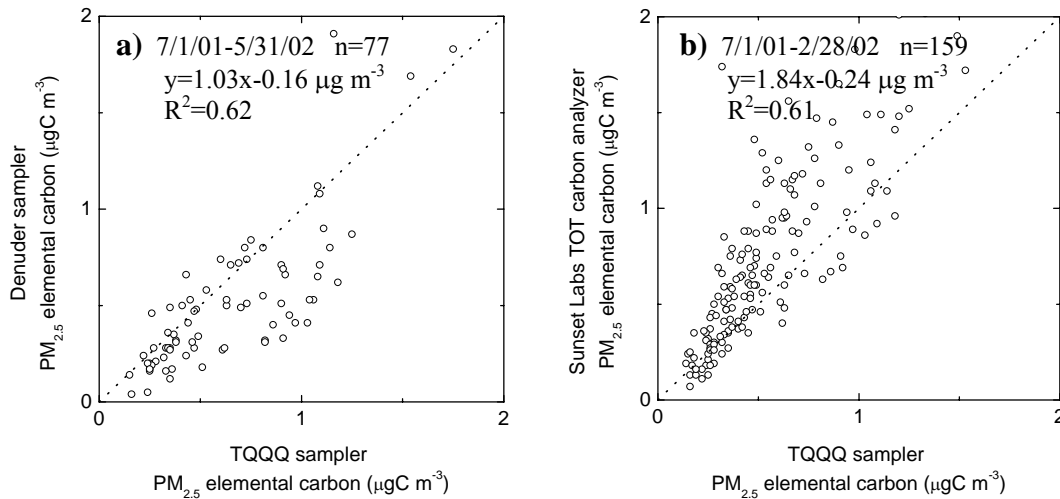 a) 7/1/01-5/31/02 n=77
y=1.03x-0.16 μg m⁻³
R²=0.62
2
1
0
0 1 2
Denuder sampler
PM₂.₅ elemental carbon (μgC m⁻³)
TQQQ sampler
PM₂.₅ elemental carbon (μgC m⁻³)
b) 7/1/01-2/28/02 n=159
y=1.84x-0.24 μg m⁻³
R²=0.61
2
1
0
0 1 2
Sunset Labs TOT carbon analyzer
PM₂.₅ elemental carbon (μgC m⁻³)
TQQQ sampler
PM₂.₅ elemental carbon (μgC m⁻³)